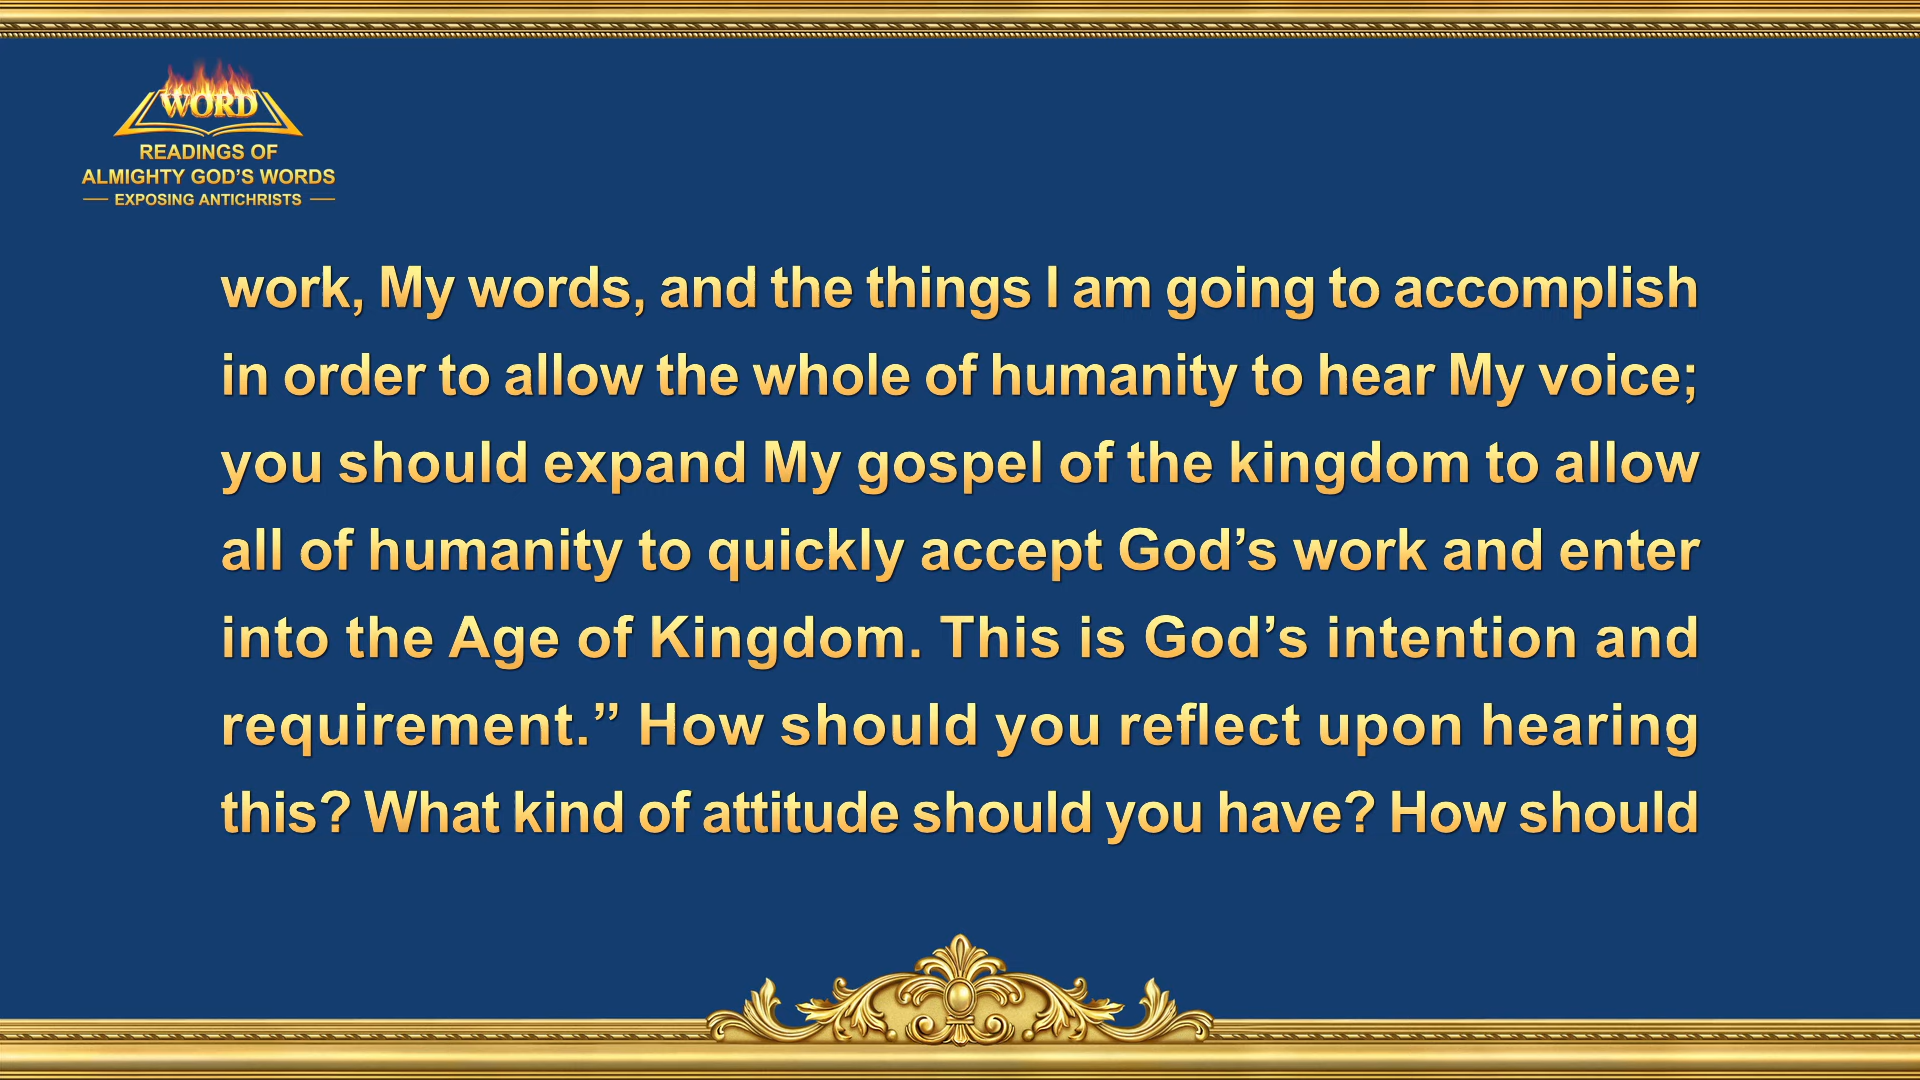 WORD
READINGS OF
ALMIGHTY GOD’S WORDS
EXPOSING ANTICHRISTS
work, My words, and the things I am going to accomplish
in order to allow the whole of humanity to hear My voice;
you should expand My gospel of the kingdom to allow
all of humanity to quickly accept God’s work and enter
into the Age of Kingdom. This is God’s intention and
requirement.” How should you reflect upon hearing
this? What kind of attitude should you have? How should